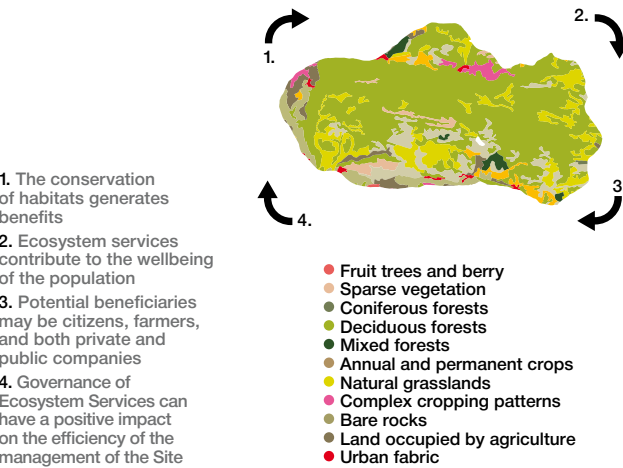 1.
2.
3
4.
1. The conservation
of habitats generates
benefits
2. Ecosystem services
contribute to the wellbeing
of the population
3. Potential beneficiaries
may be citizens, farmers,
and both private and
public companies
4. Governance of
Ecosystem Services can
have a positive impact
on the efficiency of the
management of the Site
Fruit trees and berry
Sparse vegetation
Coniferous forests
Deciduous forests
Mixed forests
Annual and permanent crops
Natural grasslands
Complex cropping patterns
Bare rocks
Land occupied by agriculture
Urban fabric